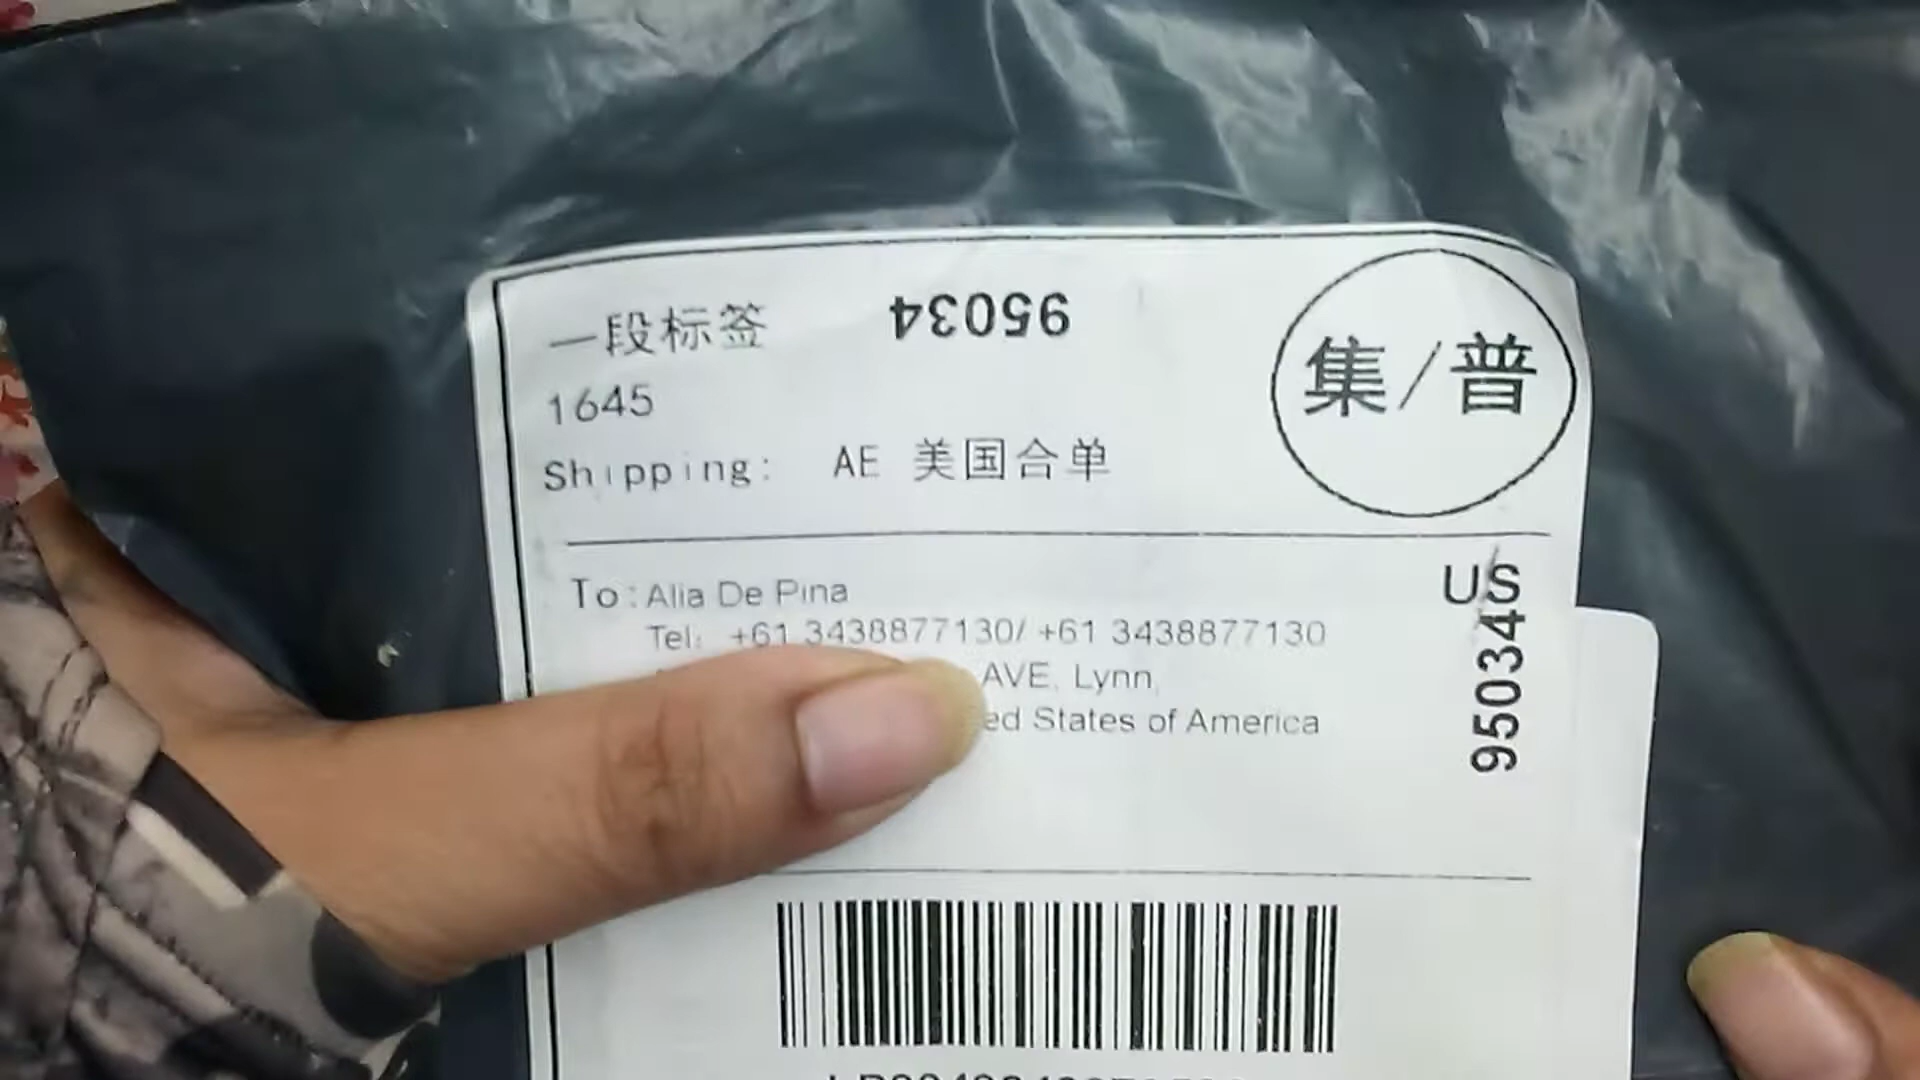 一段标签
95034
集/普
1645
Shipping: AE 美国合单
To: Alia De Pina
US
Tel: +61 3438877130/ +61 3438877130
95034
AVE, Lynn,
States of America